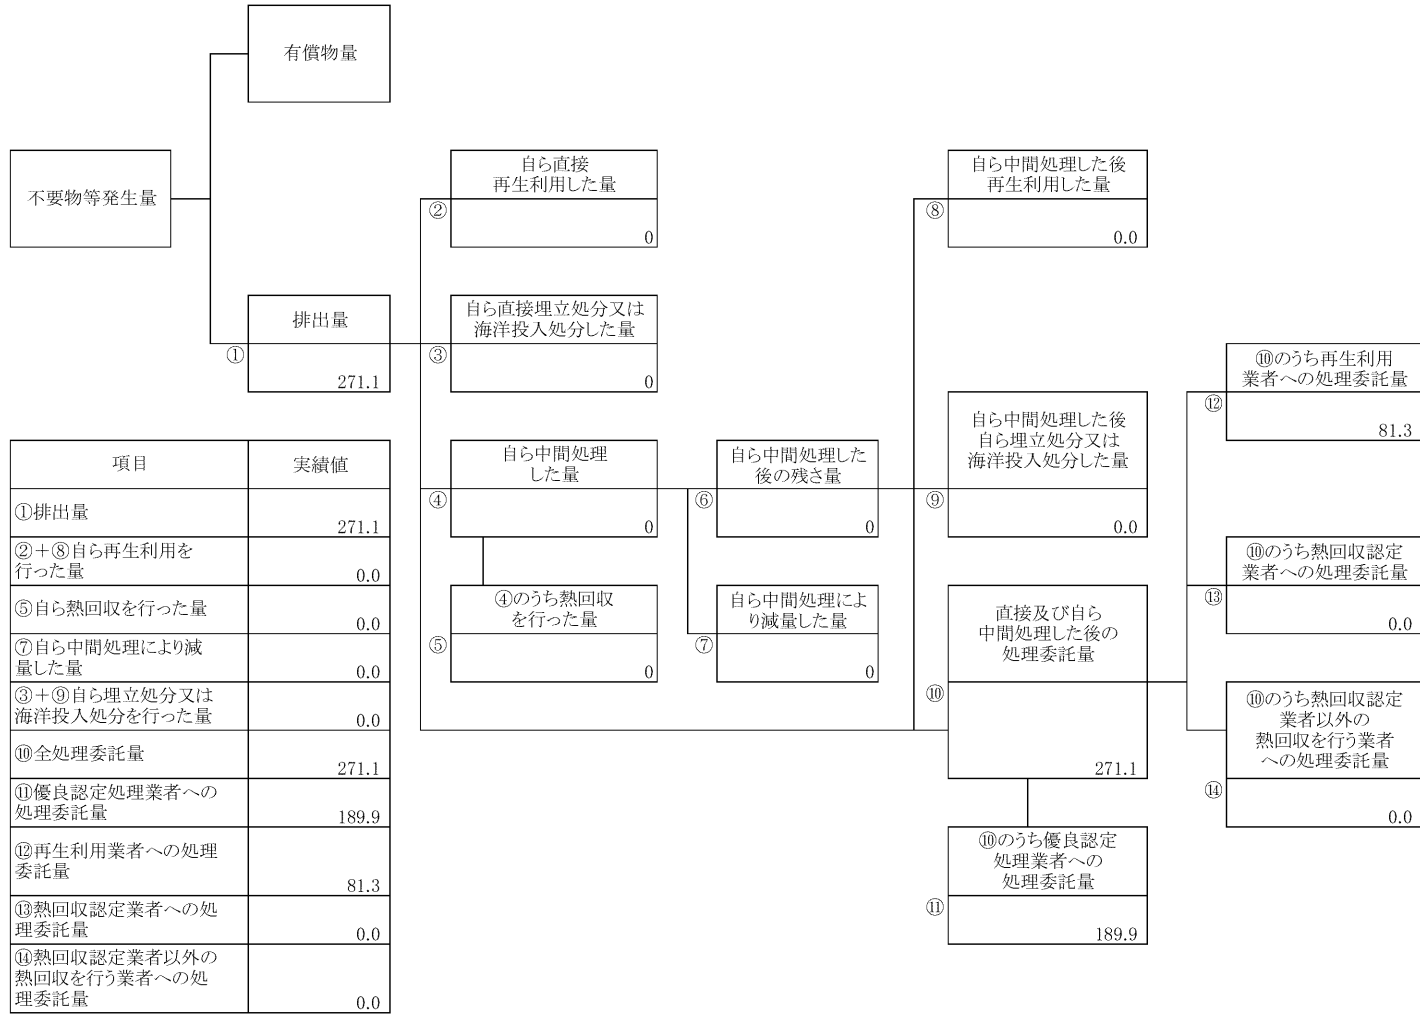 有償物量
不要物等発生量
排出量
①
271.1
自ら直接
再生利用した量
②
0
自ら直接埋立処分又は
海洋投入処分した量
③
0
自ら中間処理
した量
④
0
④のうち熱回収
を行った量
⑤
0
自ら中間処理した
後の残さ量
⑥
0
自ら中間処理によ
り減量した量
⑦
0
自ら中間処理した後
再生利用した量
⑧
0.0
自ら中間処理した後
自ら埋立処分又は
海洋投入処分した量
⑨
0.0
直接及び自ら
中間処理した後の
処理委託量
⑩
271.1
⑩のうち優良認定
処理業者への
処理委託量
⑪
189.9
⑩のうち再生利用
業者への処理委託量
⑫
81.3
⑩のうち熱回収認定
業者への処理委託量
⑬
0.0
⑩のうち熱回収認定
業者以外の
熱回収を行う業者
への処理委託量
⑭
0.0
項目 実績値
①排出量
271.1
②＋⑧自ら再生利用を
行った量
0.0
⑤自ら熱回収を行った量
0.0
⑦自ら中間処理により減
量した量
0.0
③＋⑨自ら埋立処分又は
海洋投入処分を行った量
0.0
⑩全処理委託量
271.1
⑪優良認定処理業者への
処理委託量
189.9
⑫再生利用業者への処理
委託量
81.3
⑬熱回収認定業者への処
理委託量
0.0
⑭熱回収認定業者以外の
熱回収を行う業者への処
理委託量
0.0